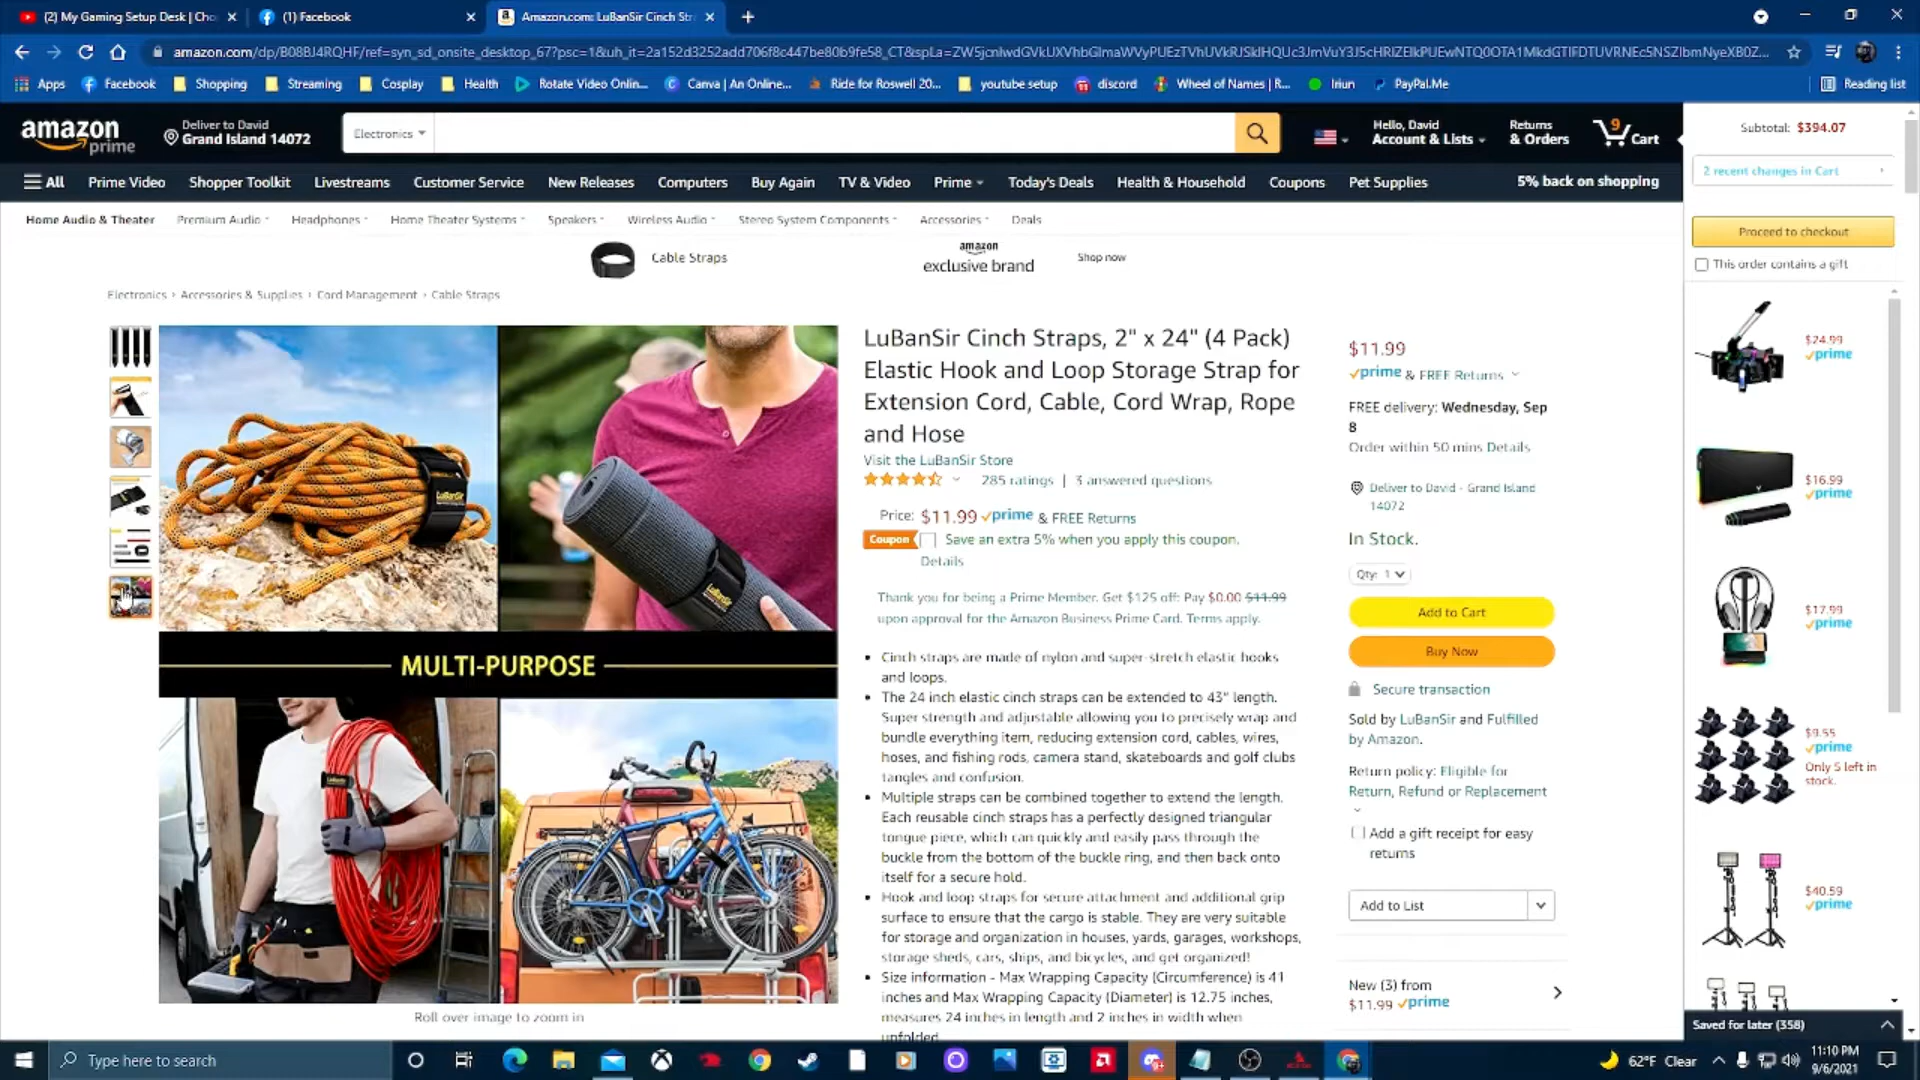 (2) My Gaming Setup Desk | Cho
(1) Facebook
Amazon.com: LuBanSir Cinch Str
amazon.com/dp/B08BJ4RQHF/ref=syn_sd_onsite_desktop_67?psc=1&uh_it=2a152d3252add706f8c447be80b9fe58_CT&spLa=
Apps
Facebook
Shopping
Streaming
Cosplay
Health
Rotate Video Onlin...
Canva | An Online...
Ride for Roswell 20...
youtube setup
discord
Wheel of Names | R...
Iriun
PayPal.Me
Reading list
amazon prime
Deliver to David
Grand Island 14072
Electronics
Hello, David
Account & Lists
Returns
& Orders
9
Cart
Subtotal: $394.07
2 recent changes in Cart
Proceed to checkout
This order contains a gift
All
Prime Video
Shopper Toolkit
Livestreams
Customer Service
New Releases
Computers
Buy Again
TV & Video
Prime
Today's Deals
Health & Household
Coupons
Pet Supplies
5% back on shopping
Home Audio & Theater
Premium Audio
Headphones
Home Theater Systems
Speakers
Wireless Audio
Stereo System Components
Accessories
Deals
Cable Straps
amazon
exclusive brand
Shop now
Electronics › Accessories & Supplies › Cord Management › Cable Straps
LuBanSir
LuBanSir
MULTI-PURPOSE
LuBanSir
Roll over image to zoom in
LuBanSir Cinch Straps, 2" x 24" (4 Pack)
Elastic Hook and Loop Storage Strap for
Extension Cord, Cable, Cord Wrap, Rope
and Hose
Visit the LuBanSir Store
285 ratings | 3 answered questions
Price: $11.99 prime & FREE Returns
Coupon Save an extra 5% when you apply this coupon.
Details
Thank you for being a Prime Member. Get $125 off: Pay $0.00 $11.99
upon approval for the Amazon Business Prime Card. Terms apply.
• Cinch straps are made of nylon and super-stretch elastic hooks
and loops.
• The 24 inch elastic cinch straps can be extended to 43" length.
Super strength and adjustable allowing you to precisely wrap and
bundle everything item, reducing extension cord, cables, wires,
hoses, and fishing rods, camera stand, skateboards and golf clubs
tangles and confusion.
• Multiple straps can be combined together to extend the length.
Each reusable cinch straps has a perfectly designed triangular
tongue piece, which can quickly and easily pass through the
buckle from the bottom of the buckle ring, and then back onto
itself for a secure hold.
• Hook and loop straps for secure attachment and additional grip
surface to ensure that the cargo is stable. They are very suitable
for storage and organization in houses, yards, garages, workshops,
storage sheds, cars, ships, and bicycles, and get organized!
• Size information - Max Wrapping Capacity (Circumference) is 41
inches and Max Wrapping Capacity (Diameter) is 12.75 inches,
measures 24 inches in length and 2 inches in width when
unfolded
$11.99
prime & FREE Returns
FREE delivery: Wednesday, Sep
8
Order within 50 mins Details
Deliver to David - Grand Island
14072
In Stock.
Qty: 1
Add to Cart
Buy Now
Secure transaction
Sold by LuBanSir and Fulfilled
by Amazon.
Return policy: Eligible for
Return, Refund or Replacement
Add a gift receipt for easy
returns
Add to List
New (3) from
$11.99 prime
$24.99
prime
$16.99
prime
$17.99
prime
$9.55
prime
Only 5 left in
stock.
$40.59
prime
Saved for later (358)
Type here to search
62°F Clear
11:10 PM
9/6/2021